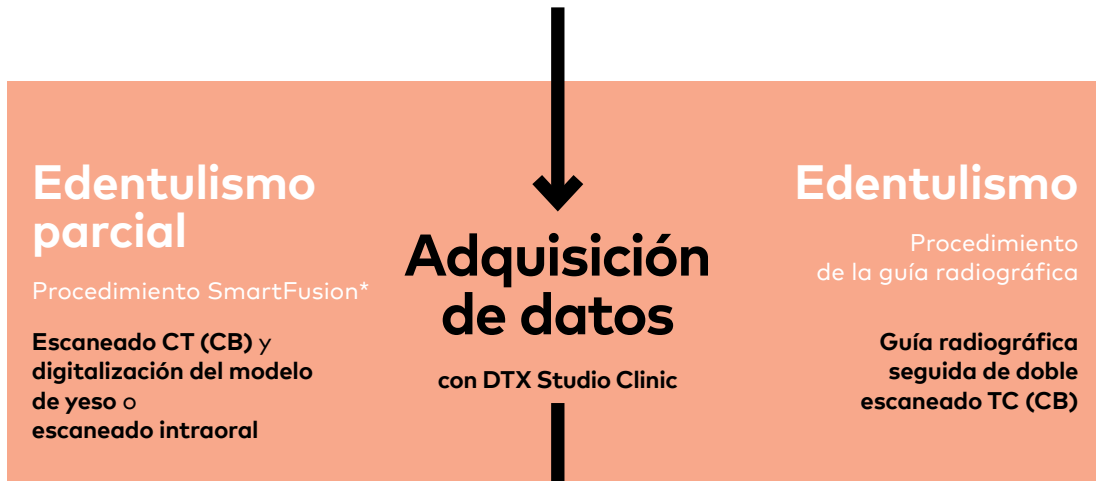 Edentulismo
parcial
Procedimiento SmartFusion*
Escaneado CT (CB) y
digitalización del modelo
de yeso o
escaneado intraoral
Adquisición
de datos
con DTX Studio Clinic
Edentulismo
Procedimiento
de la guía radiográfica
Guía radiográfica
seguida de doble
escaneado TC (CB)